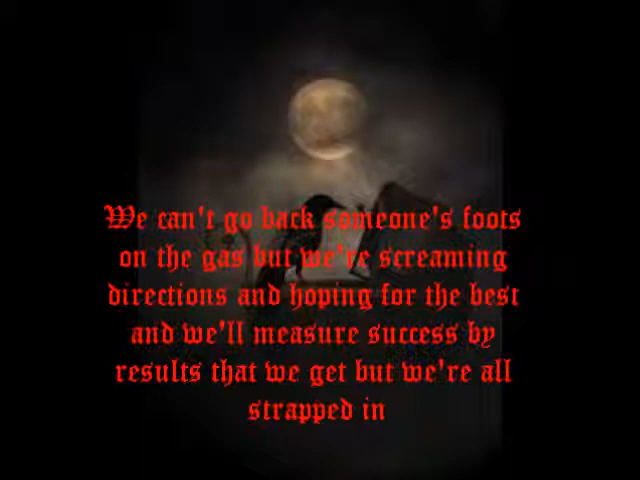 We can't go back someone's foots
on the gas but we're screaming
directions and hoping for the best
and we'll measure success by
results that we get but we're all
strapped in